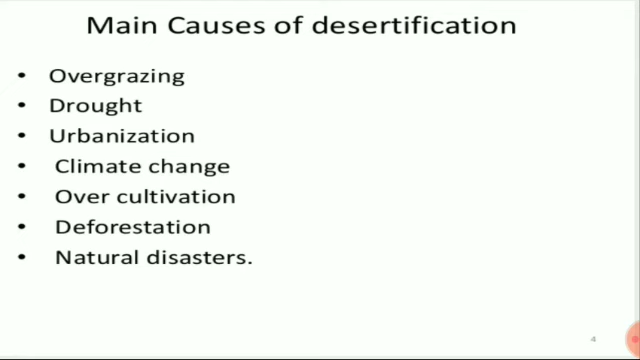 Main Causes of desertification
• Overgrazing
• Drought
• Urbanization
• Climate change
• Over cultivation
• Deforestation
• Natural disasters.
4